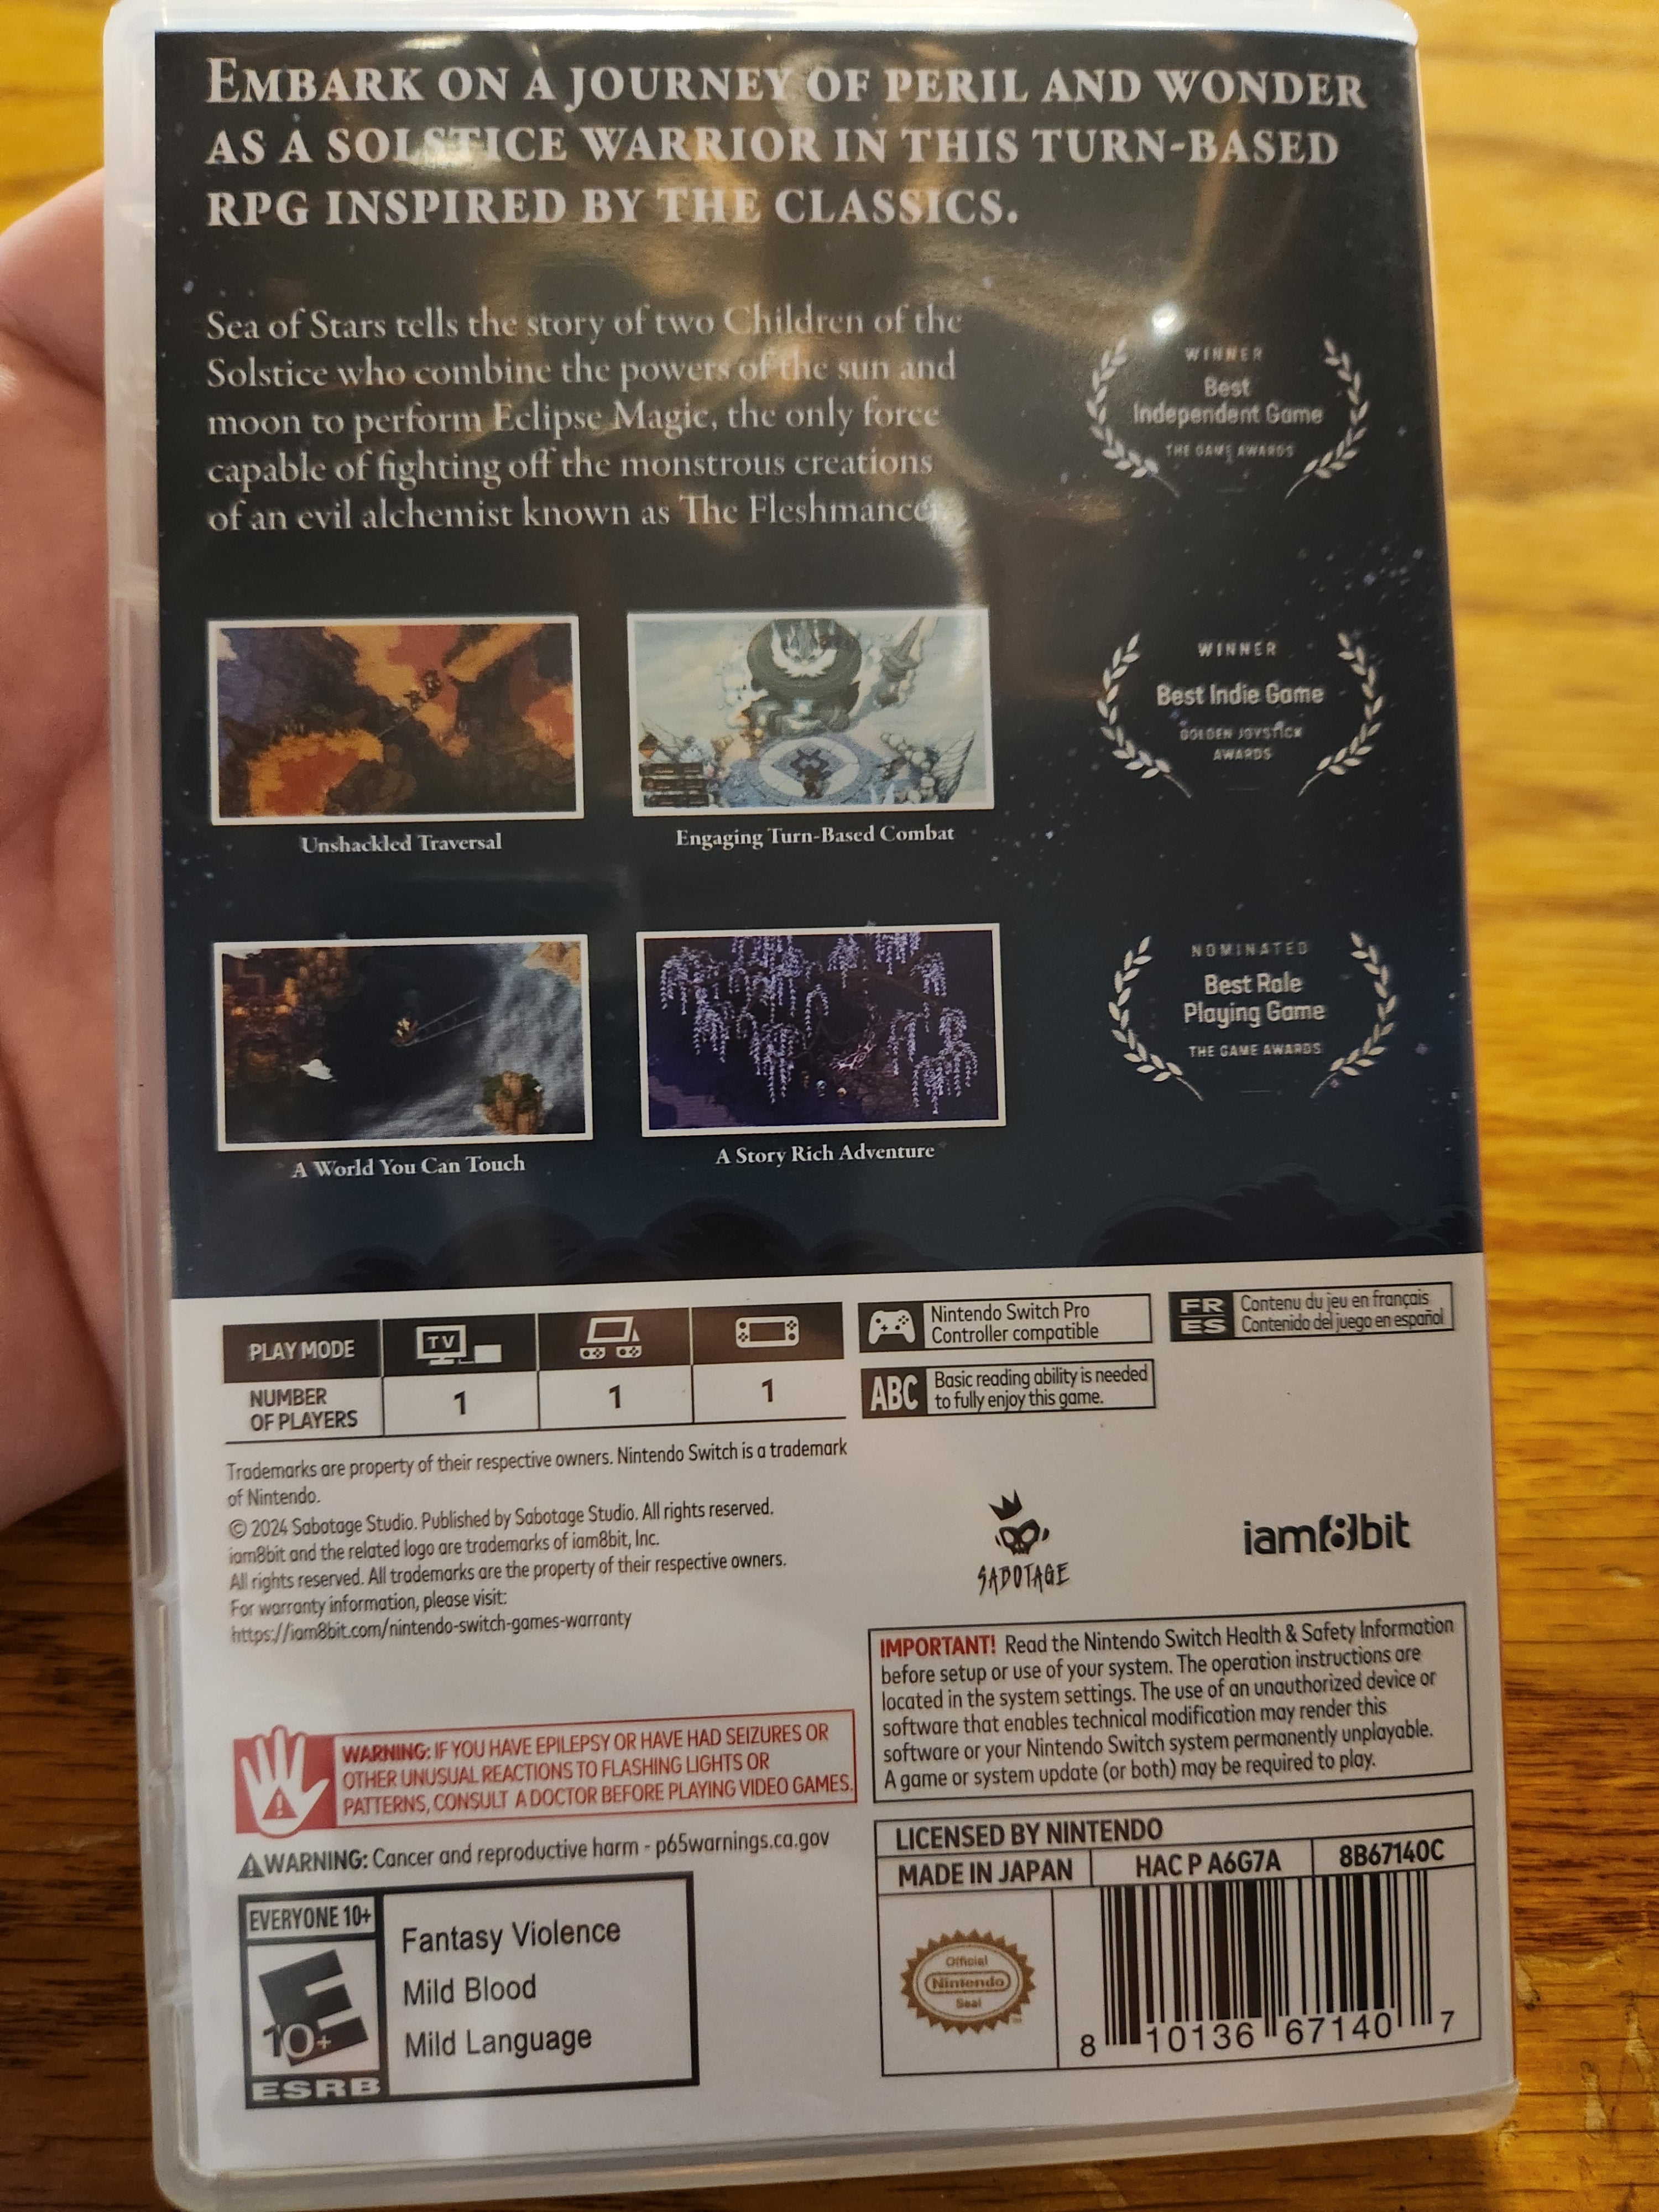 EMBARK ON A JOURNEY OF PERIL AND WONDER
AS A SOLSTICE WARRIOR IN THIS TURN-BASED
RPG INSPIRED BY THE CLASSICS.
Sea of Stars tells the story of two Children of the
Solstice who combine the powers of the sun and
moon to perform Eclipse Magic, the only force
capable of fighting off the monstrous creations
of an evil alchemist known as The
WINNER
Best
Independent Game
THE GAME AWARDS
Unshackled Traversal
Engaging Turn-Based Combat
WINNER
Best Indie Game
GOLDEN JOYSTICK
AWARDS
A World You Can Touch
A Story Rich Adventure
NOMINATED
Best Role
Playing Game
THE GAME AWARDS
PLAY MODE
TV
NUMBER
OF PLAYERS
1
1
1
Nintendo Switch Pro
Controller compatible
FR
ES
Contenu du jeu en français
Contenido del juego en español
ABC
Basic reading ability is needed
to fully enjoy this game.
Trademarks are property of their respective owners. Nintendo Switch is a trademark
of Nintendo.
© 2024 Sabotage Studio. Published by Sabotage Studio. All rights reserved.
iam8bit and the related logo are trademarks of iam8bit, Inc.
All rights reserved. All trademarks are the property of their respective owners.
For warranty information, please visit:
https://iam8bit.com/nintendo-switch-games-warranty
SABOTAGE
iam8bit
IMPORTANT! Read the Nintendo Switch Health & Safety Information
before setup or use of your system. The operation instructions are
located in the system settings. The use of an unauthorized device or
software that enables technical modification may render this
software or your Nintendo Switch system permanently unplayable.
A game or system update (or both) may be required to play.
WARNING: IF YOU HAVE EPILEPSY OR HAVE HAD SEIZURES OR
OTHER UNUSUAL REACTIONS TO FLASHING LIGHTS OR
PATTERNS, CONSULT A DOCTOR BEFORE PLAYING VIDEO GAMES.
WARNING: Cancer and reproductive harm - p65warnings.ca.gov
LICENSED BY NINTENDO
MADE IN JAPAN
HAC P A6G7A
8B67140C
EVERYONE 10+
E
10+
ESRB
Fantasy Violence
Mild Blood
Mild Language
Official
Nintendo
Seal
8 10136 67140 7